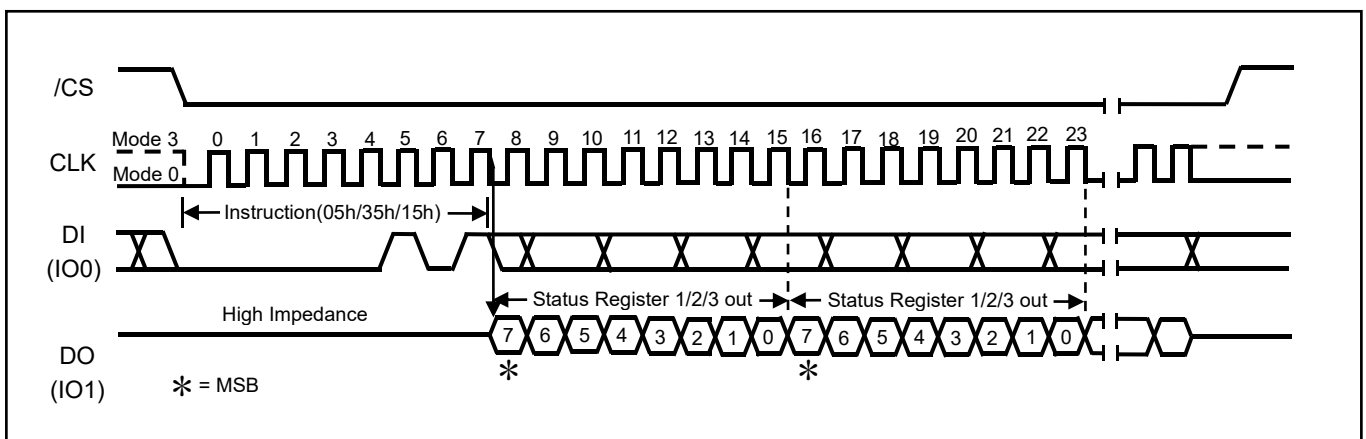 /CS
Mode 3 0 1 2 3 4 5 6 7 8 9 10 11 12 13 14 15 16 17 18 19 20 21 22 23
CLK
Mode 0
Instruction(05h/35h/15h)
DI
(IO0)
Status Register 1/2/3 out Status Register 1/2/3 out
High Impedance
7 6 5 4 3 2 1 0 7 6 5 4 3 2 1 0
DO
(IO1)
* *
* = MSB